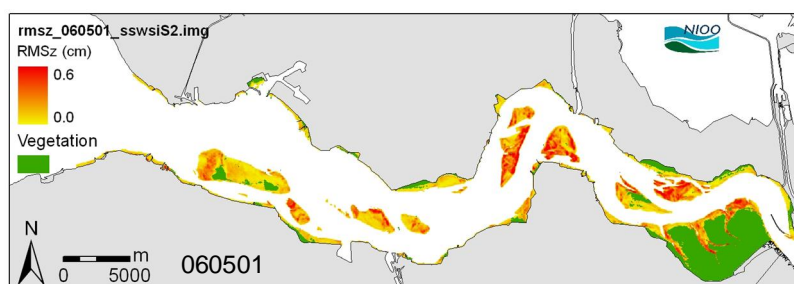 rmsz_060501_sswsiS2.img
RMSz (cm)
0.6
0.0
Vegetation
NIOO
N
m
0 5000
060501